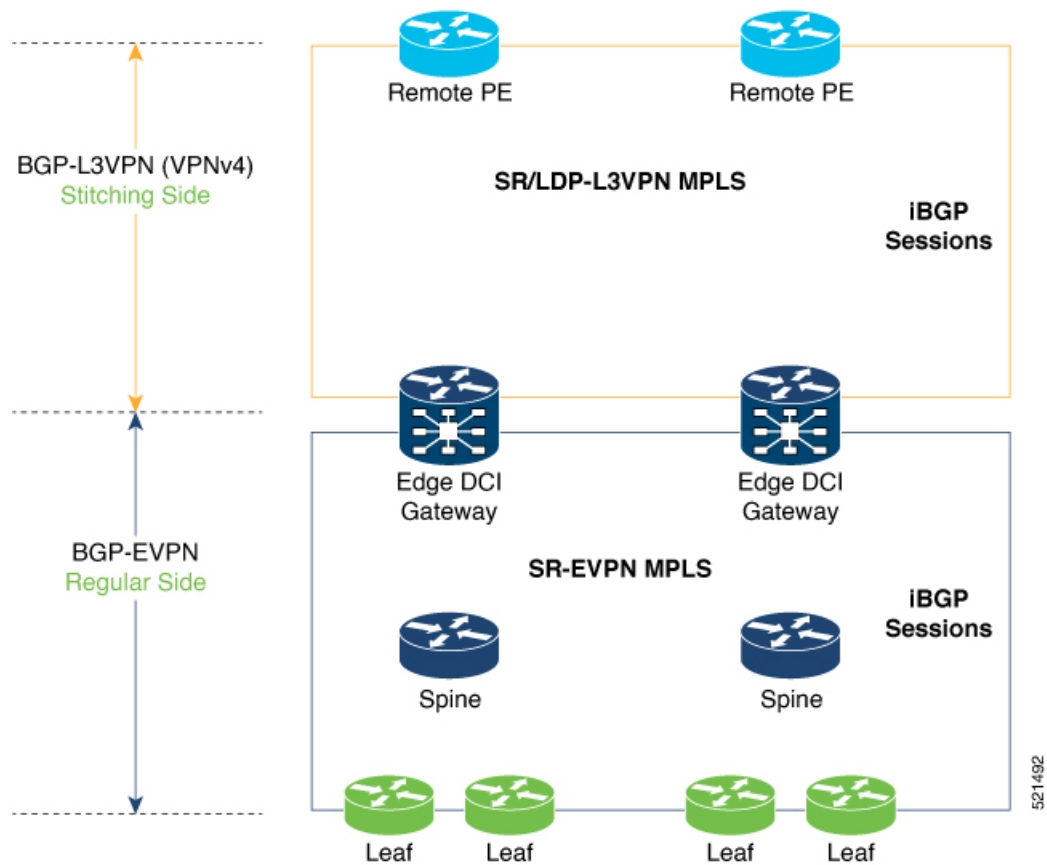 Remote PE
Remote PE
BGP-L3VPN (VPNv4)
Stitching Side
SR/LDP-L3VPN MPLS
iBGP
Sessions
Edge DCI
Gateway
Edge DCI
Gateway
BGP-EVPN
Regular Side
SR-EVPN MPLS
iBGP
Sessions
Spine
Spine
521492
Leaf
Leaf
Leaf
Leaf